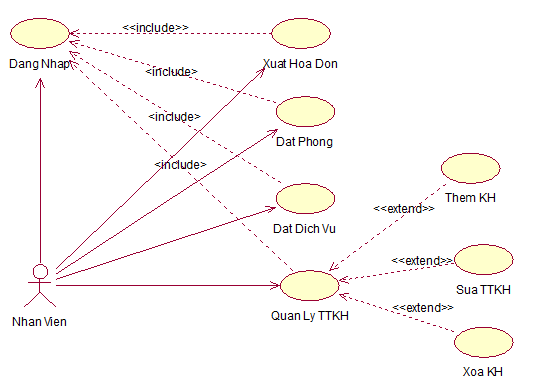 <<include>>
Dang Nhap
Xuat Hoa Don
<include>
<include>
Dat Phong
<include>
Them KH
<<extend>>
Dat Dich Vu
<<extend>>
Sua TTKH
Nhan Vien
Quan Ly TTKH
<<extend>>
Xoa KH